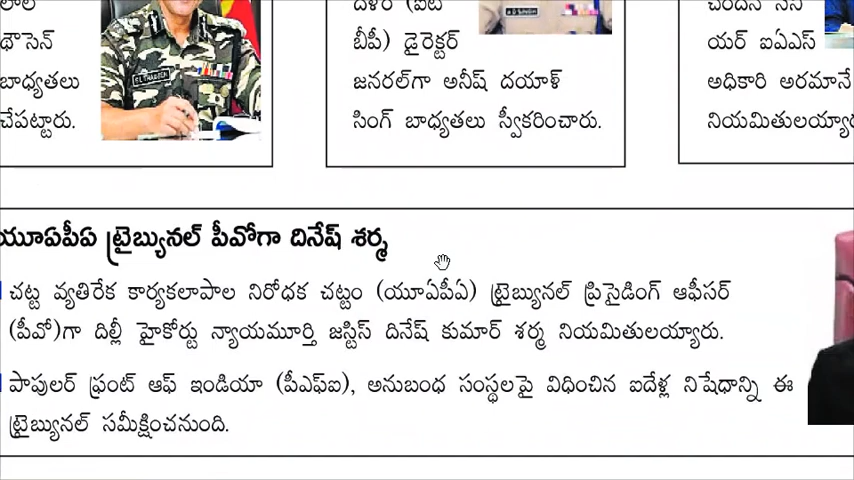 థౌసెన్
బాధ్యతలు
చేపట్టారు.
బీపీ) డైరెక్టర్
జనరల్‌గా అనీష్ దయాళ్
సింగ్ బాధ్యతలు స్వీకరించారు.
యర్ ఐఏఎస్
అధికారి అరమానే
నియమితులయ్యారు
యూఏపీఏ ట్రైబ్యునల్ పీవోగా దినేష్ శర్మ
చట్ట వ్యతిరేక కార్యకలాపాల నిరోధక చట్టం (యూఏపీఏ) ట్రైబ్యునల్ ప్రిసైడింగ్ ఆఫీసర్
(పీవో)గా దిల్లీ హైకోర్టు న్యాయమూర్తి జస్టిస్ దినేష్ కుమార్ శర్మ నియమితులయ్యారు.
పాపులర్ ఫ్రంట్ ఆఫ్ ఇండియా (పీఎఫ్ఐ), అనుబంధ సంస్థలపై విధించిన ఐదేళ్ల నిషేధాన్ని ఈ
ట్రైబ్యునల్ సమీక్షించనుంది.